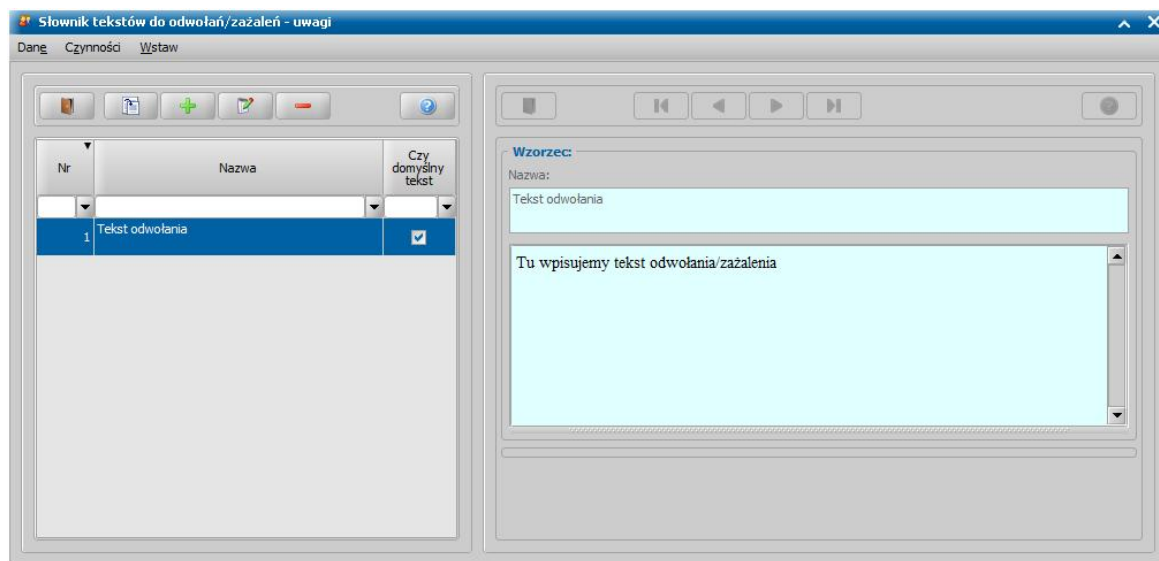 Słownik tekstów do odwołań/zażaleń - uwagi
Dane Czynności Wstaw
Nr Nazwa Czy domyślny tekst
1 Tekst odwołania
Wzorzec:
Nazwa:
Tekst odwołania
Tu wpisujemy tekst odwołania/zażalenia